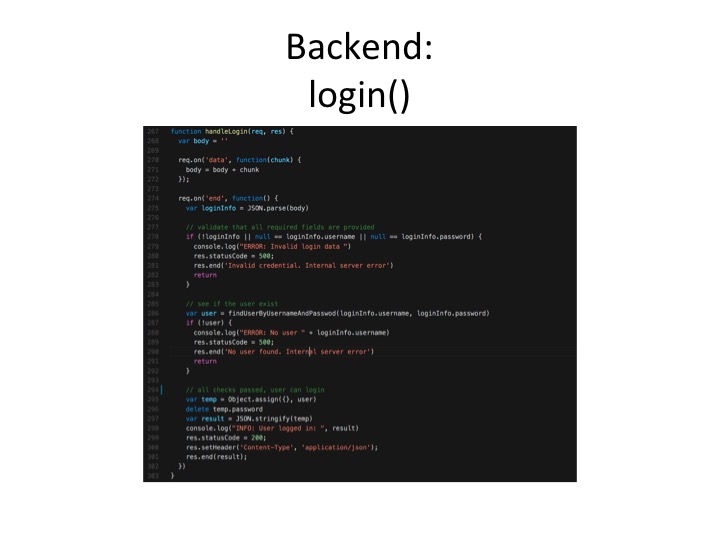 Backend:
login()
267 function handleLogin(req, res) {
268 var body = ''
269
270 req.on('data', function(chunk) {
271 body = body + chunk
272 });
273
274 req.on('end', function() {
275 var loginInfo = JSON.parse(body)
276
277 // validate that all required fields are provided
278 if (!loginInfo || null == loginInfo.username || null == loginInfo.password) {
279 console.log("ERROR: Invalid login data ")
280 res.statusCode = 500;
281 res.end('Invalid credential. Internal server error')
282 return
283 }
284
285 // see if the user exist
286 var user = findUserByUsernameAndPasswod(loginInfo.username, loginInfo.password)
287 if (!user) {
288 console.log("ERROR: No user " + loginInfo.username)
289 res.statusCode = 500;
290 res.end('No user found. Internal server error')
291 return
292 }
293
294 // all checks passed, user can login
295 var temp = Object.assign({}, user)
296 delete temp.password
297 var result = JSON.stringify(temp)
298 console.log("INFO: User logged in: ", result)
299 res.statusCode = 200;
300 res.setHeader('Content-Type', 'application/json');
301 res.end(result);
302 })
303 }